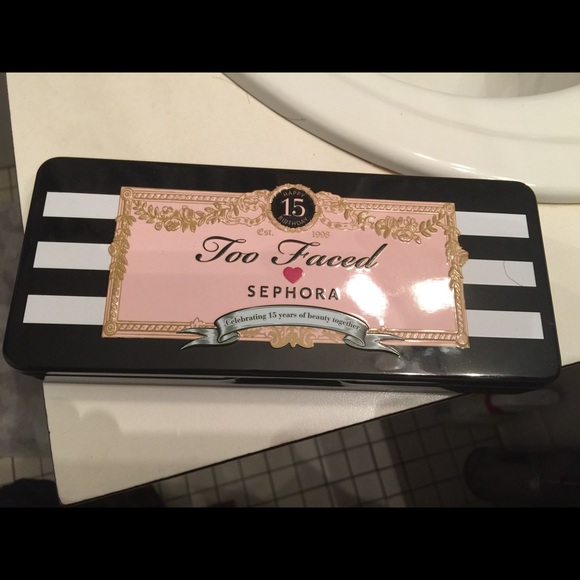 HAPPY
15
BIRTHDAY
Est. 1998
Too Faced
SEPHORA
Celebrating 15 years of beauty together